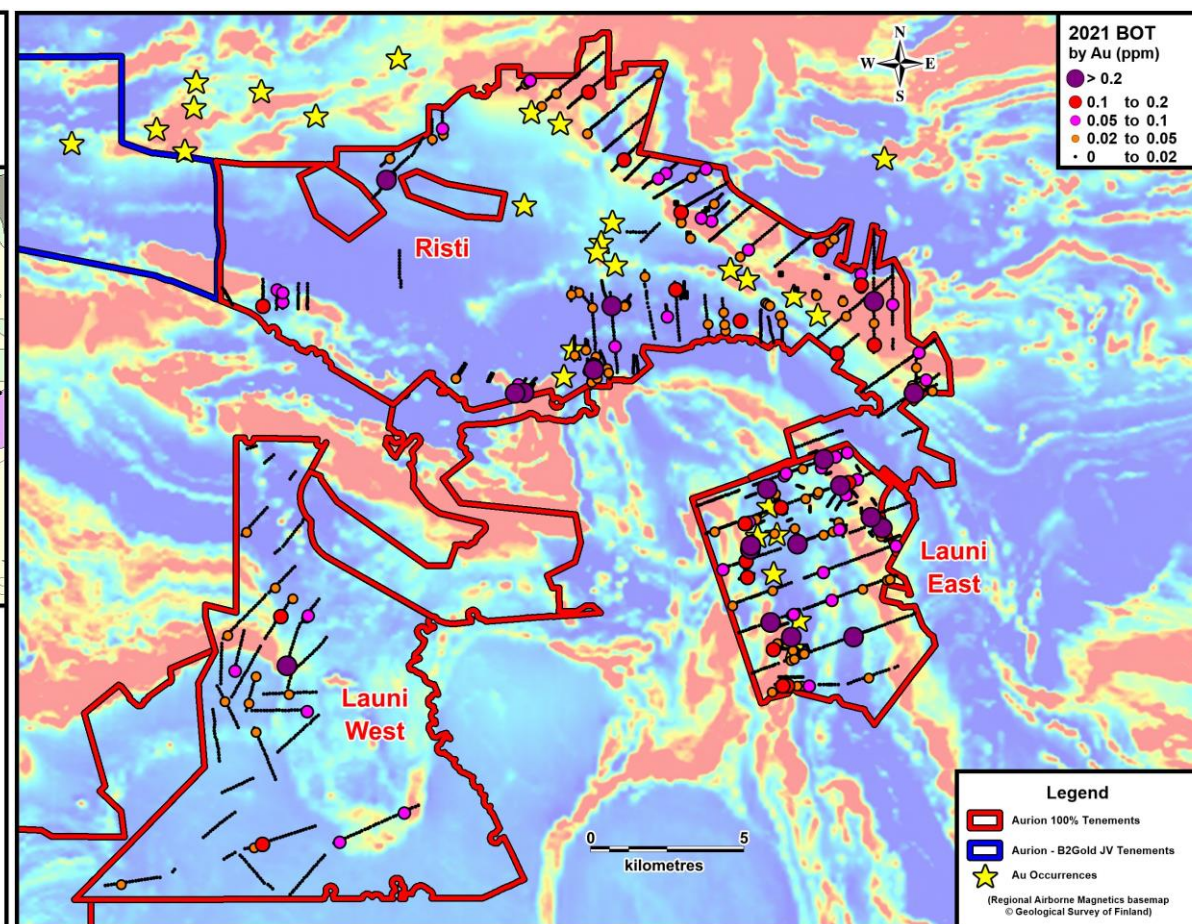 2021 BOT
by Au (ppm)
> 0.2
0.1 to 0.2
0.05 to 0.1
0.02 to 0.05
0 to 0.02
N
W E
S
Risti
Launi
East
Launi
West
0 5
kilometres
Legend
Aurion 100% Tenements
Aurion - B2Gold JV Tenements
Au Occurrences
(Regional Airborne Magnetics basemap
© Geological Survey of Finland)